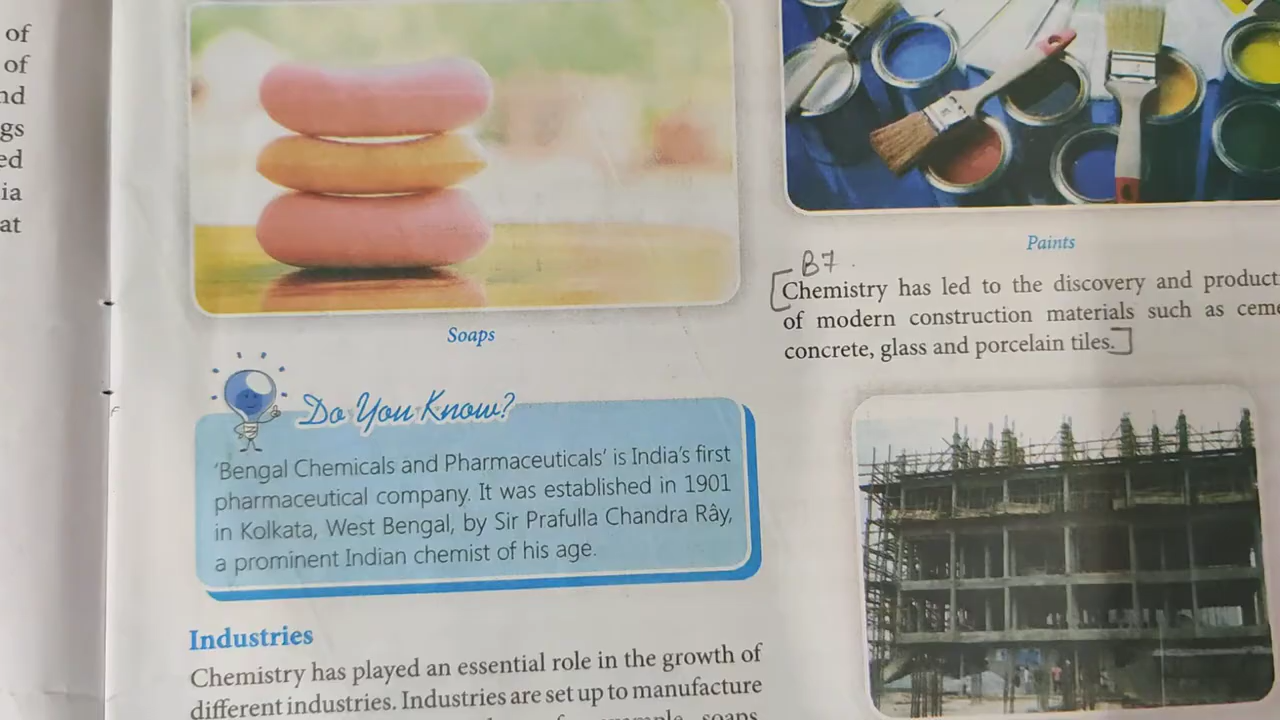 of
of
nd
gs
ed
ia
at
Soaps
Do You Know?
'Bengal Chemicals and Pharmaceuticals' is India's first
pharmaceutical company. It was established in 1901
in Kolkata, West Bengal, by Sir Prafulla Chandra Rây,
a prominent Indian chemist of his age.
Industries
Chemistry has played an essential role in the growth of
different industries. Industries are set up to manufacture
soaps,
Paints
B7
Chemistry has led to the discovery and product
of modern construction materials such as ceme
concrete, glass and porcelain tiles.